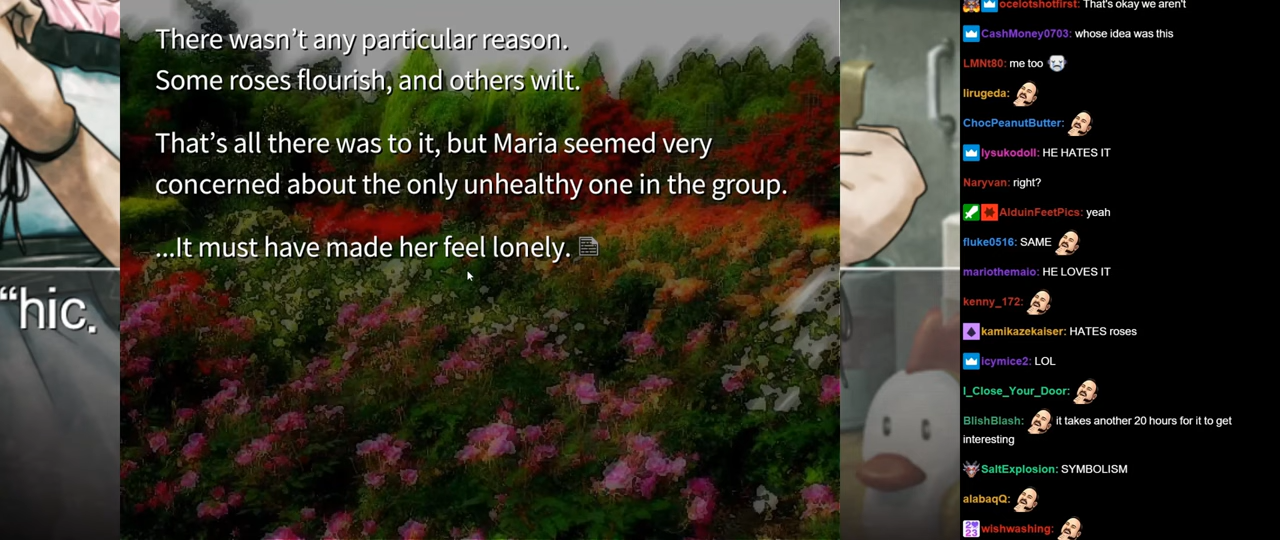 There wasn't any particular reason.
Some roses flourish, and others wilt.
That's all there was to it, but Maria seemed very
concerned about the only unhealthy one in the group.
...It must have made her feel lonely.
“hic.
ocelotshotfirst: That's okay we aren't
CashMoney0703: whose idea was this
LMNt80: me too
lirugeda:
ChocPeanutButter:
lysukodoll: HE HATES IT
Naryvan: right?
AlduinFeetPics: yeah
fluke0516: SAME
mariothemaio: HE LOVES IT
kenny_172:
kamikazekaiser: HATES roses
icymice2: LOL
I_Close_Your_Door:
BlishBlash: it takes another 20 hours for it to get
interesting
SaltExplosion: SYMBOLISM
alabaqQ:
wishwashing: